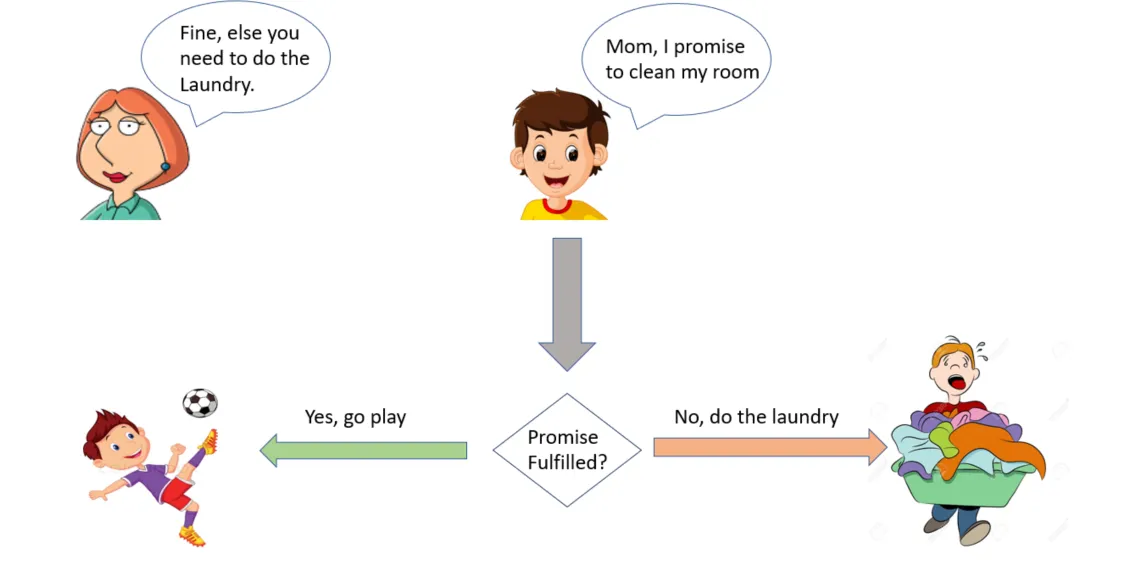 Fine, else you
need to do the
Laundry.
Mom, I promise
to clean my room
Yes, go play
Promise
Fulfilled?
No, do the laundry